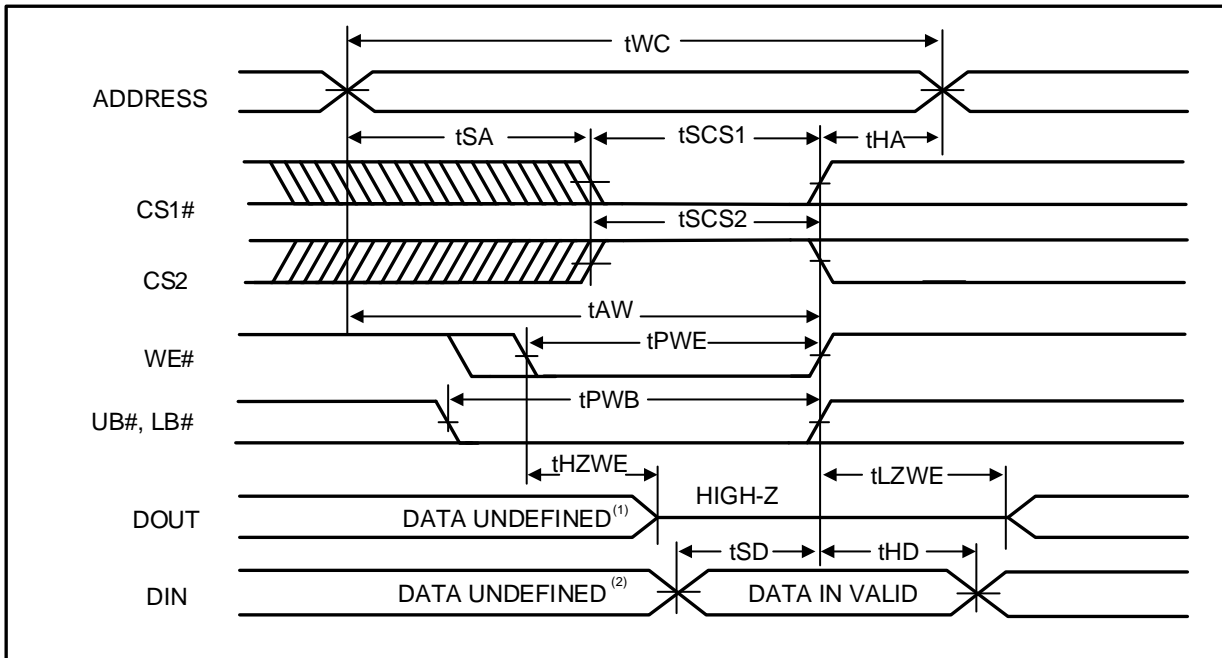 tWC
ADDRESS
tSA
tSCS1
tHA
CS1#
tSCS2
CS2
tAW
WE#
tPWE
tPWB
UB#, LB#
tHZWE
tLZWE
HIGH-Z
DOUT
DATA UNDEFINED(1)
tSD
tHD
DIN
DATA UNDEFINED(2)
DATA IN VALID